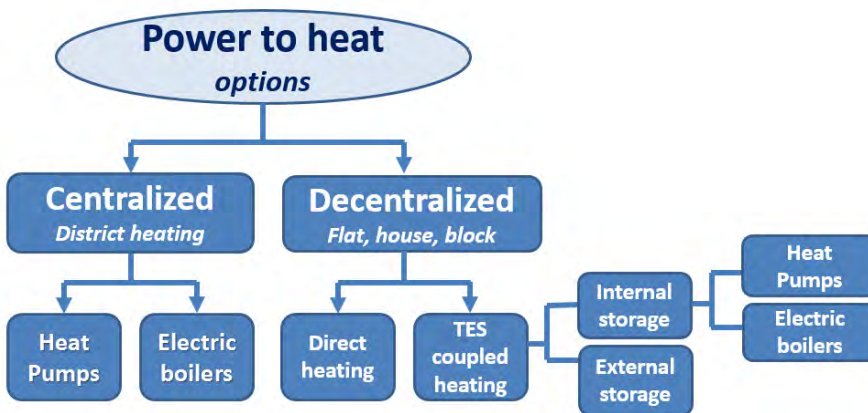 Power to heat
options
Centralized
District heating
Decentralized
Flat, house, block
Heat
Pumps
Electric
boilers
Direct
heating
TES
coupled
heating
Internal
storage
External
storage
Heat
Pumps
Electric
boilers